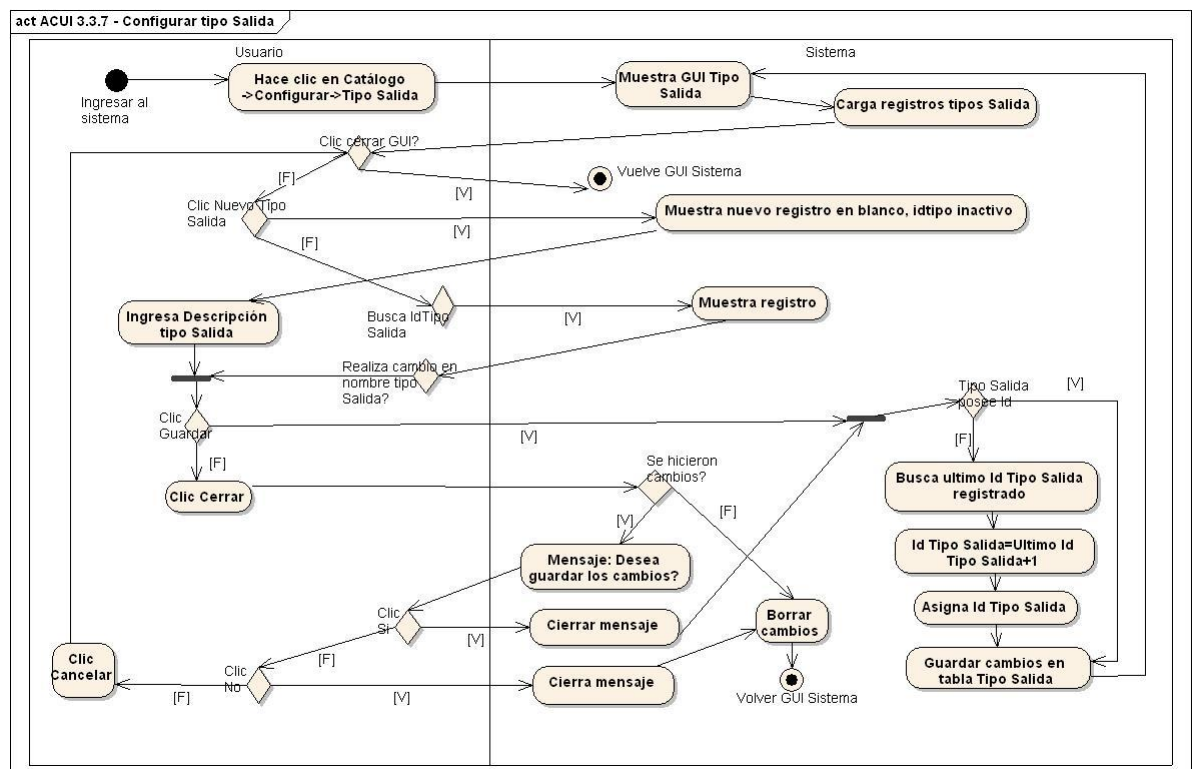 act ACUI 3.3.7 - Configurar tipo Salida
Usuario
Sistema
Ingresar al
sistema
Hace clic en Catálogo
->Configurar->Tipo Salida
Muestra GUI Tipo
Salida
Carga registros tipos Salida
Clic cerrar GUI?
[F]
[V]
Vuelve GUI Sistema
Clic Nuevo Tipo
Salida
[V]
[F]
Muestra nuevo registro en blanco, idtipo inactivo
Ingresa Descripción
tipo Salida
Busca IdTipo
Salida
[V]
Muestra registro
Realiza cambio en
nombre tipo
Salida?
Clic
Guardar
[V]
[F]
Tipo Salida
posee Id
[V]
[F]
Clic Cerrar
Se hicieron
cambios?
[V]
[F]
Busca ultimo Id Tipo Salida
registrado
Id Tipo Salida=Ultimo Id
Tipo Salida+1
Asigna Id Tipo Salida
Guardar cambios en
tabla Tipo Salida
Mensaje: Desea
guardar los cambios?
Clic
Si
[V]
[F]
Cierrar mensaje
Borrar
cambios
Clic
No
[V]
[F]
Cierra mensaje
Clic
Cancelar
Volver GUI Sistema